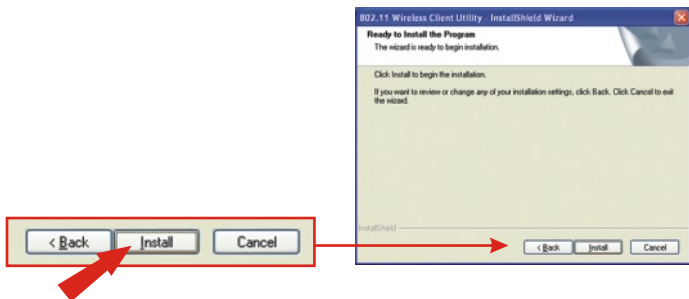 802.11 Wireless Client Utility - InstallShield Wizard
Ready to Install the Program
The wizard is ready to begin installation.
Click Install to begin the installation.
If you want to review or change any of your installation settings, click Back. Click Cancel to exit
the wizard.
InstallShield
< Back Install Cancel
< Back Install Cancel